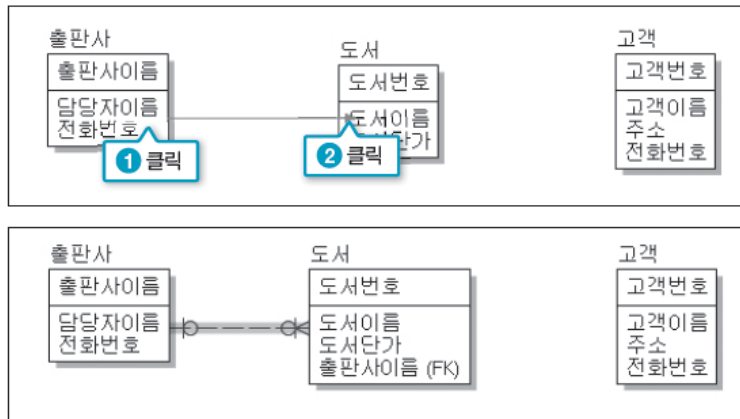 출판사
출판사이름
담당자이름
전화번호
1 클릭
도서
도서번호
도서이름
단가
2 클릭
고객
고객번호
고객이름
주소
전화번호
출판사
출판사이름
담당자이름
전화번호
도서
도서번호
도서이름
도서단가
출판사이름 (FK)
고객
고객번호
고객이름
주소
전화번호